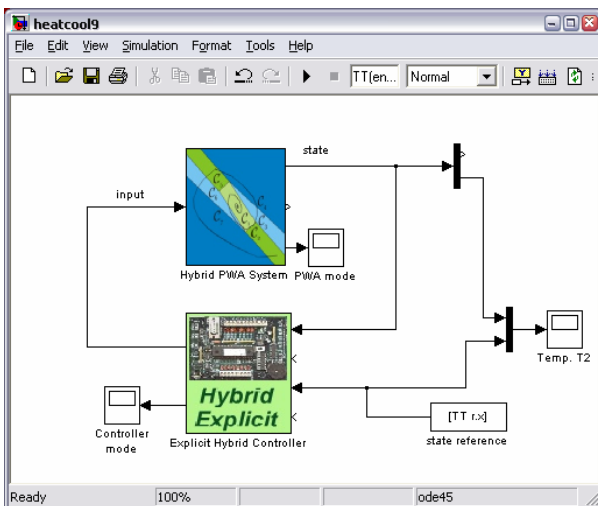 heatcool9
File Edit View Simulation Format Tools Help
TT(en... Normal
state
input
Hybrid PWA System
PWA mode
Temp. T2
Hybrid
Explicit
[TT r.x]
Controller
mode
Explicit Hybrid Controller
state reference
Ready 100% ode45